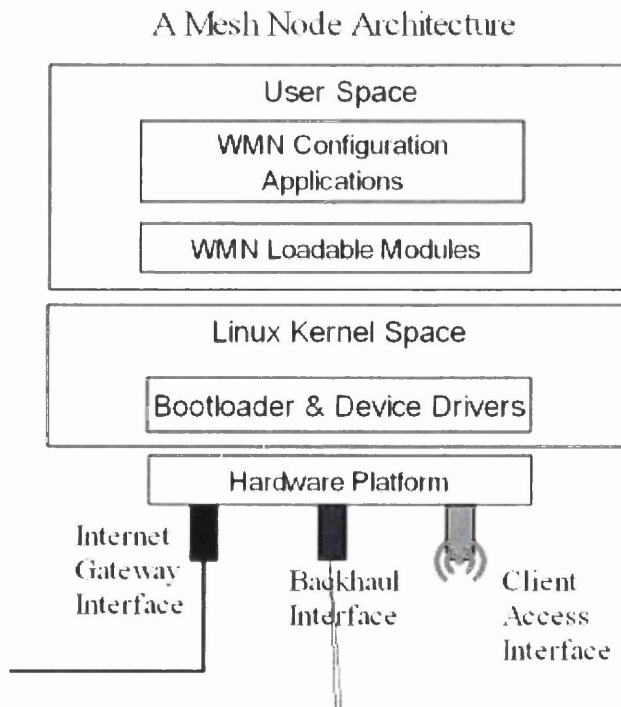 A Mesh Node Architecture
User Space
WMN Configuration
Applications
WMN Loadable Modules
Linux Kernel Space
Bootloader & Device Drivers
Hardware Platform
Internet
Gateway
Interface
Backhaul
Interface
Client
Access
Interface